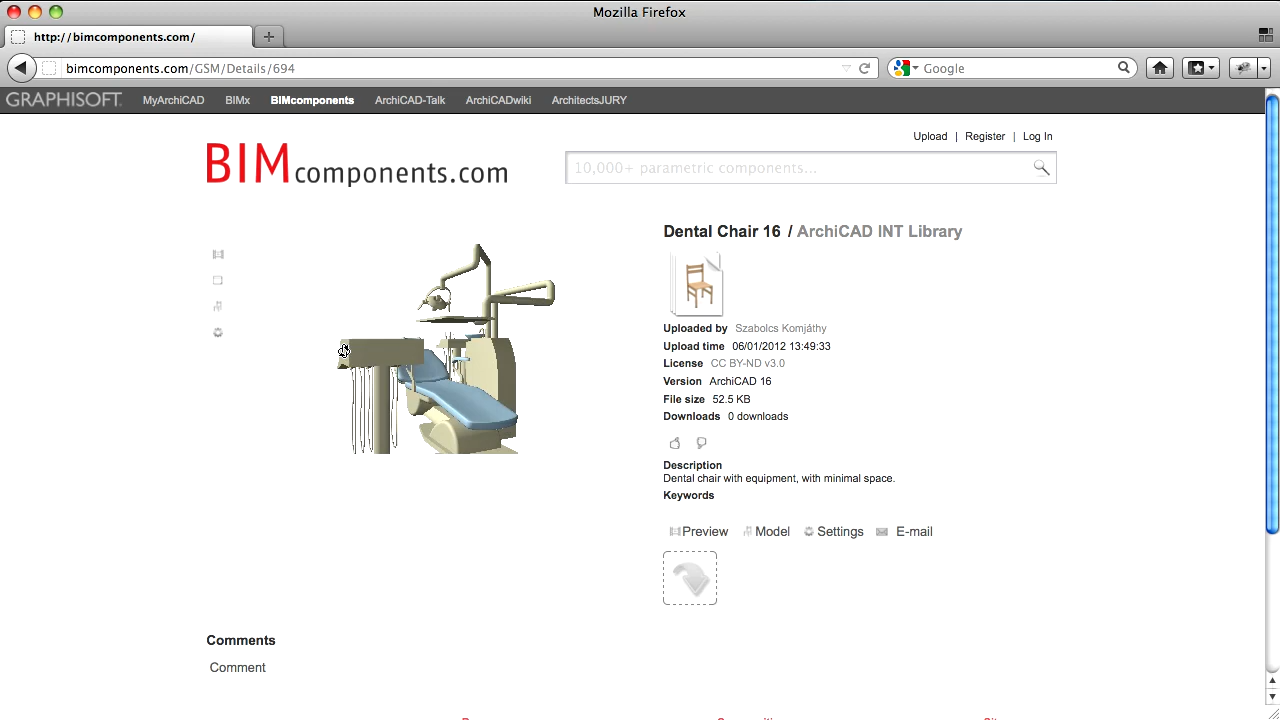 Mozilla Firefox
http://bimcomponents.com/
bimcomponents.com/GSM/Details/694
Google
GRAPHISOFT. MyArchiCAD BIMx BIMcomponents ArchiCAD-Talk ArchiCADwiki ArchitectsJURY
Upload | Register | Log In
BIMcomponents.com
10,000+ parametric components...
Dental Chair 16 / ArchiCAD INT Library
Uploaded by Szabolcs Komjáthy
Upload time 06/01/2012 13:49:33
License CC BY-ND v3.0
Version ArchiCAD 16
File size 52.5 KB
Downloads 0 downloads
Description
Dental chair with equipment, with minimal space.
Keywords
Preview Model Settings E-mail
Comments
Comment